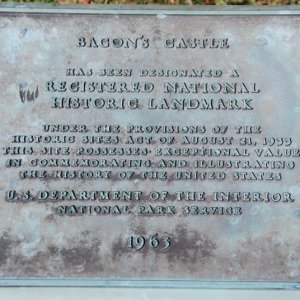 BACON'S CASTLE
HAS BEEN DESIGNATED A
REGISTERED NATIONAL
HISTORIC LANDMARK
UNDER THE PROVISIONS OF THE
HISTORIC SITES ACT OF AUGUST 21, 1935
THIS SITE POSSESSES EXCEPTIONAL VALUE
IN COMMEMORATING AND ILLUSTRATING
THE HISTORY OF THE UNITED STATES
U.S. DEPARTMENT OF THE INTERIOR
NATIONAL PARK SERVICE
1963